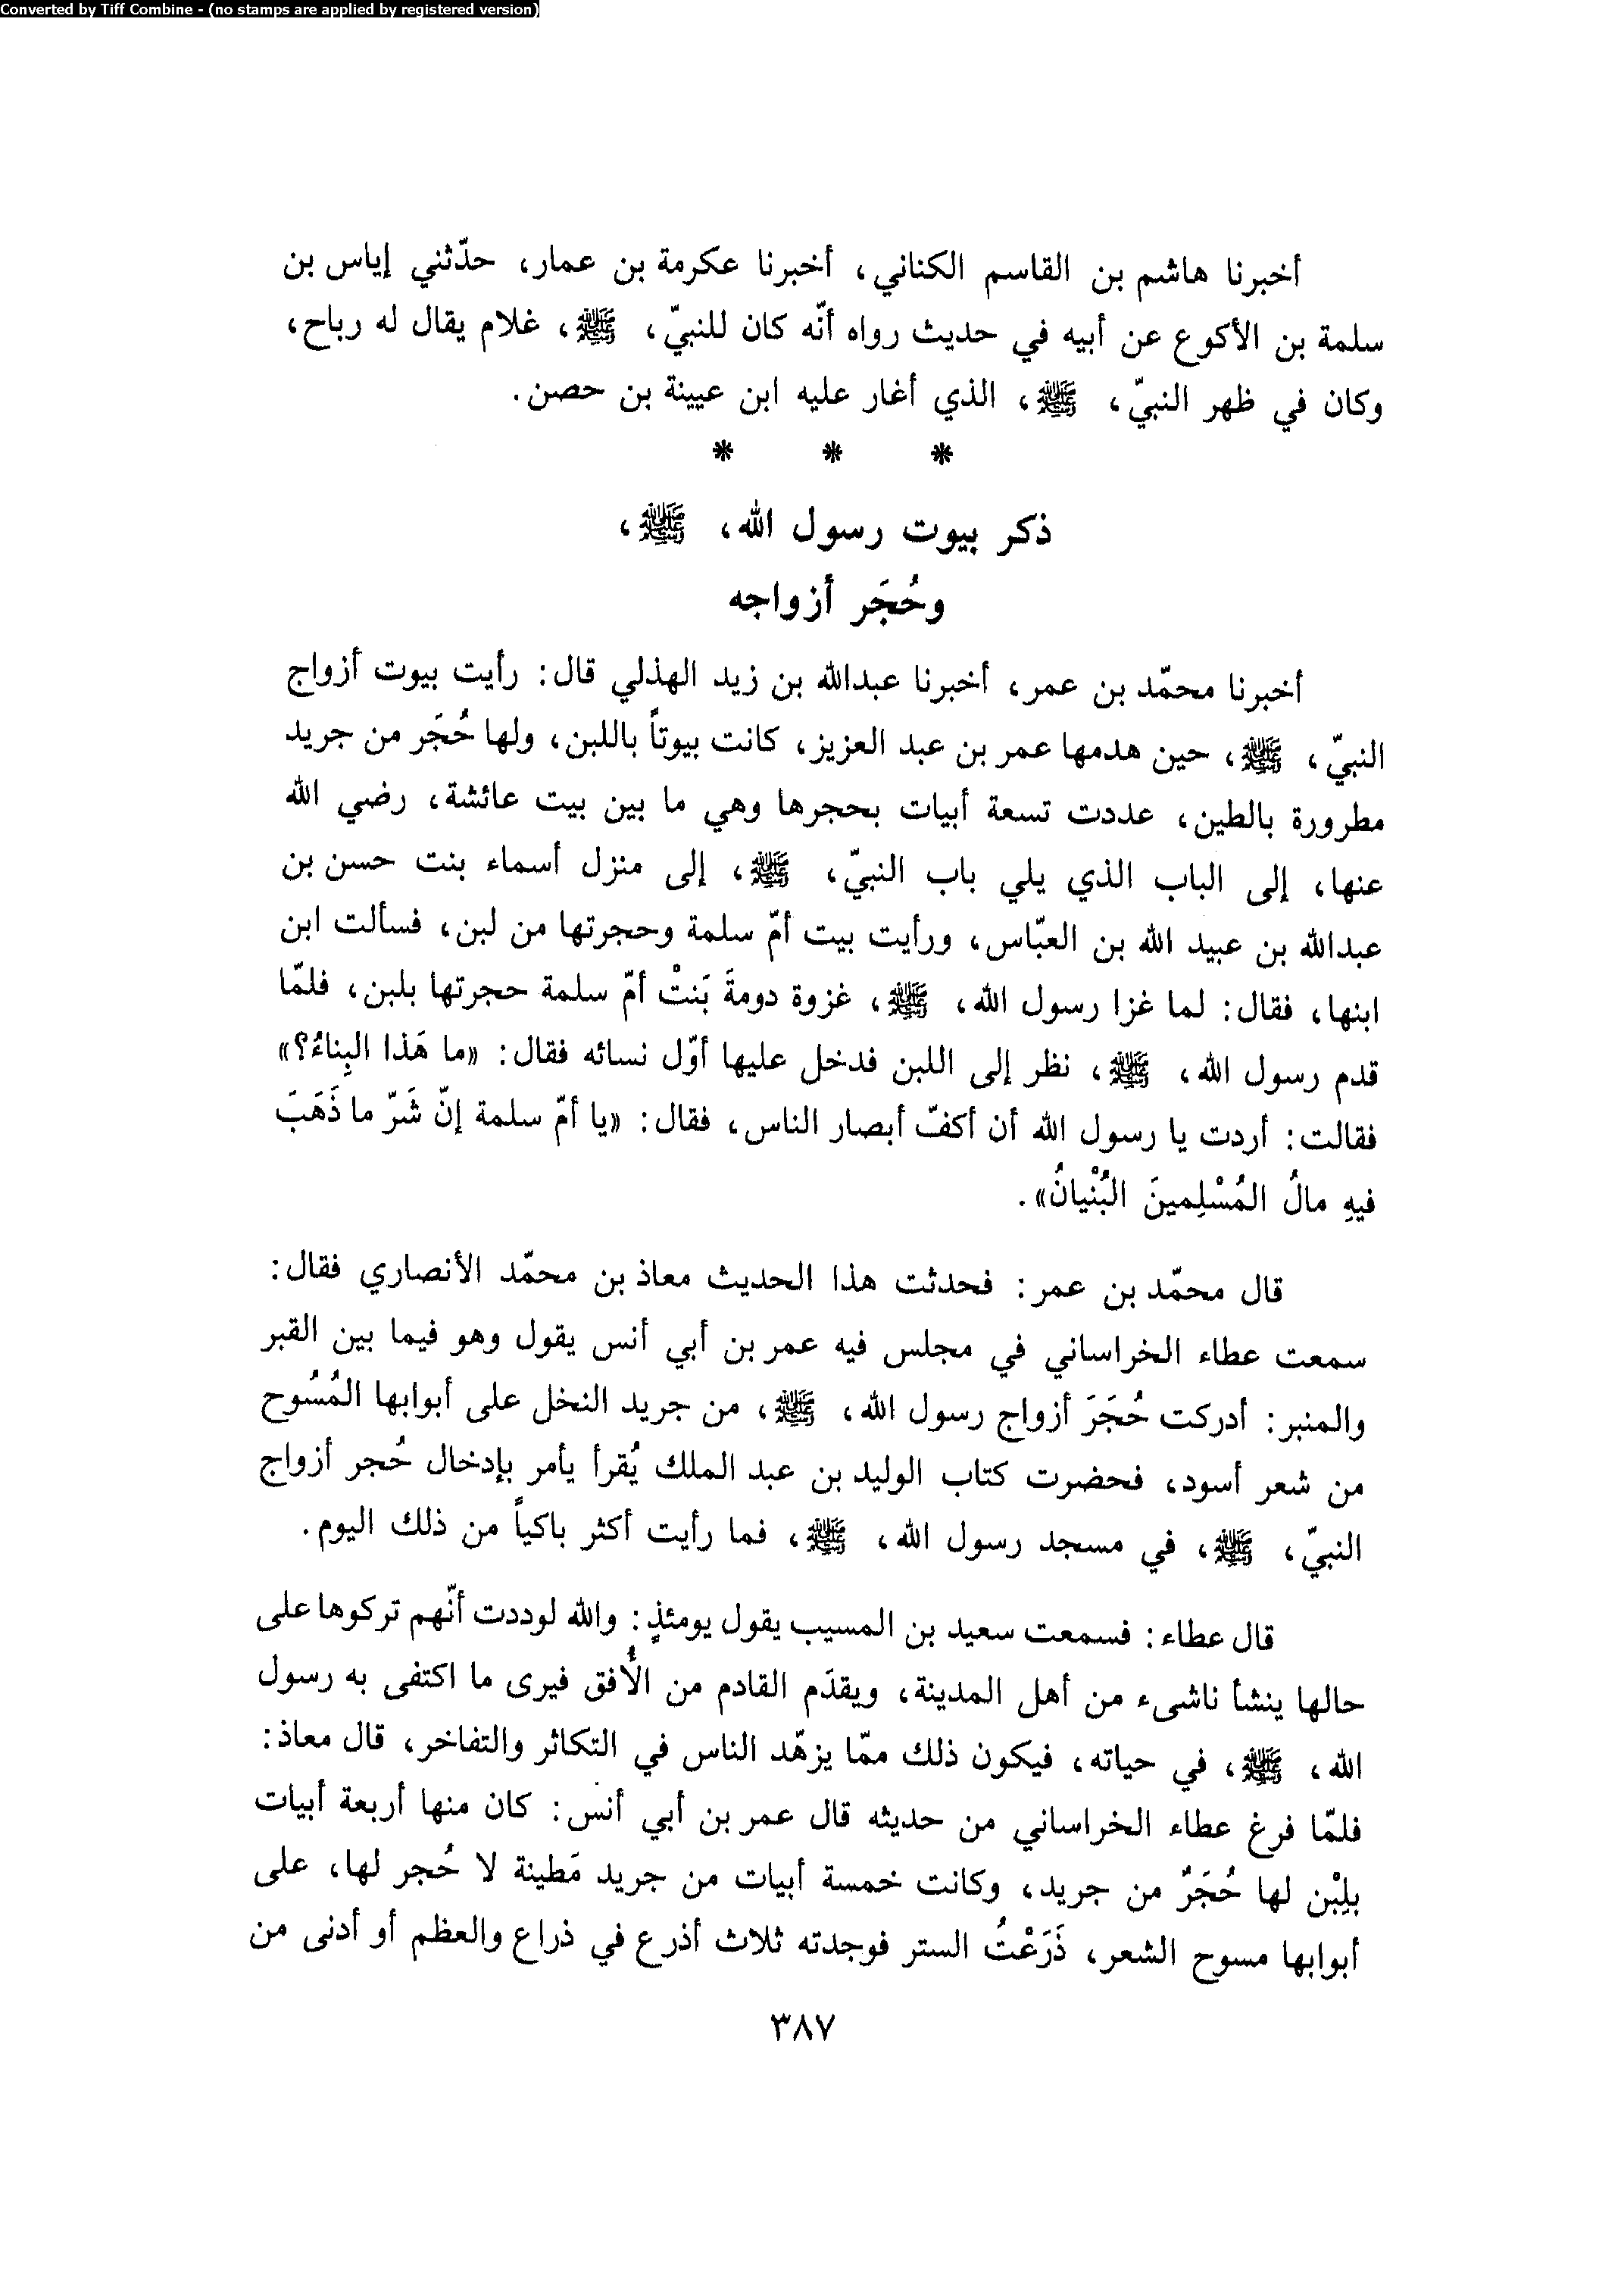 Converted by Tiff Combine - (no stamps are applied by registered version)
أخبرنا هاشم بن القاسم الكناني، أخبرنا عكرمة بن عمار، حدّثني إياس بن
سلمة بن الأكوع عن أبيه في حديث رواه أنّه كان للنبيّ، ﷺ، غلام يقال له رباح،
وكان في ظهر النبيّ، ﷺ، الذي أغار عليه ابن عيينة بن حصن.
* * *
ذكر بيوت رسول الله، ﷺ،
وحُجَر أزواجه
أخبرنا محمّد بن عمر، أخبرنا عبدالله بن زيد الهذلي قال: رأيت بيوت أزواج
النبيّ، ﷺ، حين هدمها عمر بن عبد العزيز، كانت بيوتاً باللبن، ولها حُجَر من جريد
مطرورة بالطين، عددت تسعة أبيات بحجرها وهي ما بين بيت عائشة، رضي الله
عنها، إلى الباب الذي يلي باب النبيّ، ﷺ، إلى منزل أسماء بنت حسن بن
عبدالله بن عبيد الله بن العبّاس، ورأيت بيت أمّ سلمة وحجرتها من لبن، فسألت ابن
ابنها، فقال: لما غزا رسول الله، ﷺ، غزوة دومةَ بَنتْ أمّ سلمة حجرتها بلبن، فلمّا
قدم رسول الله، ﷺ، نظر إلى اللبن فدخل عليها أوّل نسائه فقال: «ما هَذا البِناءُ؟»
فقالت: أردت يا رسول الله أن أكفّ أبصار الناس، فقال: «يا أمّ سلمة إنّ شَرّ ما ذَهَبَ
فيهِ مالُ المُسْلِمينَ البُنْيانُ».
قال محمّد بن عمر: فحدثت هذا الحديث معاذ بن محمّد الأنصاري فقال:
سمعت عطاء الخراساني في مجلس فيه عمر بن أبي أنس يقول وهو فيما بين القبر
والمنبر: أدركت حُجَرَ أزواج رسول الله، ﷺ، من جريد النخل على أبوابها المُسُوح
من شعر أسود، فحضرت كتاب الوليد بن عبد الملك يُقرأ يأمر بإدخال حُجر أزواج
النبيّ، ﷺ، في مسجد رسول الله، ﷺ، فما رأيت أكثر باكياً من ذلك اليوم.
قال عطاء: فسمعت سعيد بن المسيب يقول يومئذٍ: والله لوددت أنّهم تركوها على
حالها ينشأ ناشىء من أهل المدينة، ويقدَم القادم من الأُفق فيرى ما اكتفى به رسول
الله، ﷺ، في حياته، فيكون ذلك ممّا يزهّد الناس في التكاثر والتفاخر، قال معاذ:
فلمّا فرغ عطاء الخراساني من حديثه قال عمر بن أبي أنس: كان منها أربعة أبيات
بلِبْن لها حُجَرٌ من جريد، وكانت خمسة أبيات من جريد مَطينة لا حُجر لها، على
أبوابها مسوح الشعر، ذَرَعْتُ الستر فوجدته ثلاث أذرع في ذراع والعظم أو أدنى من
٣٨٧